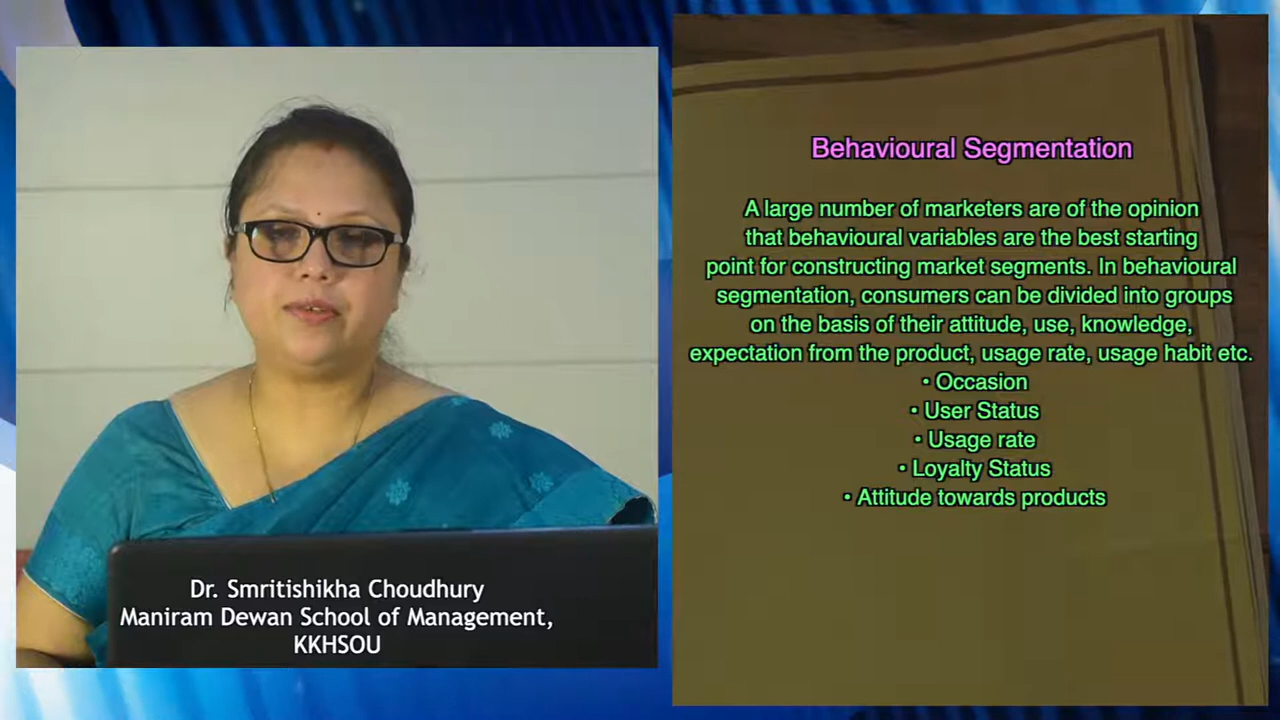 Behavioural Segmentation
A large number of marketers are of the opinion
that behavioural variables are the best starting
point for constructing market segments. In behavioural
segmentation, consumers can be divided into groups
on the basis of their attitude, use, knowledge,
expectation from the product, usage rate, usage habit etc.
• Occasion
• User Status
• Usage rate
• Loyalty Status
• Attitude towards products
Dr. Smritishikha Choudhury
Maniram Dewan School of Management,
KKHSOU